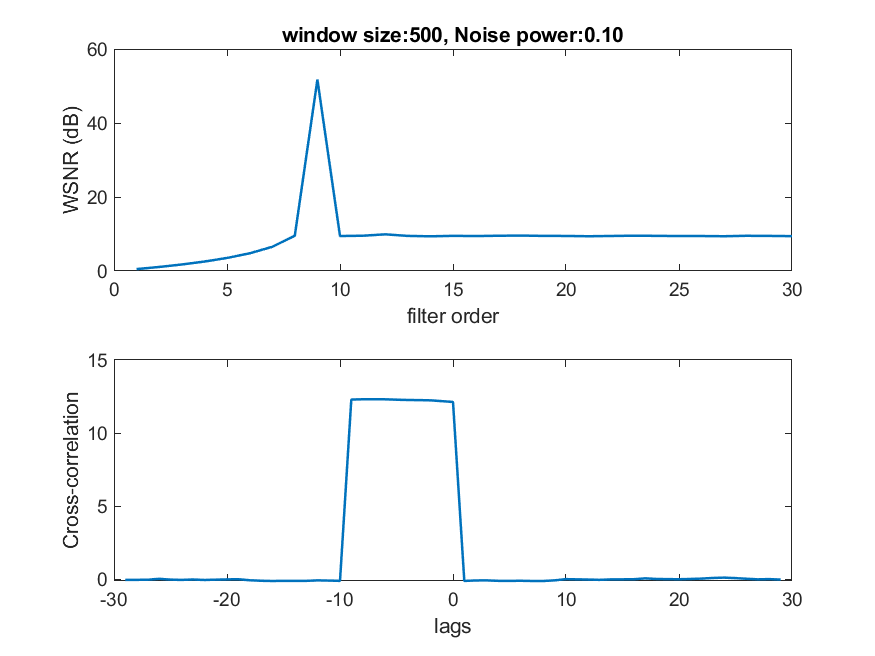 window size:500, Noise power:0.10
60
40
20
0
WSNR (dB)
0 5 10 15 20 25 30
filter order
15
10
5
0
Cross-correlation
-30 -20 -10 0 10 20 30
lags